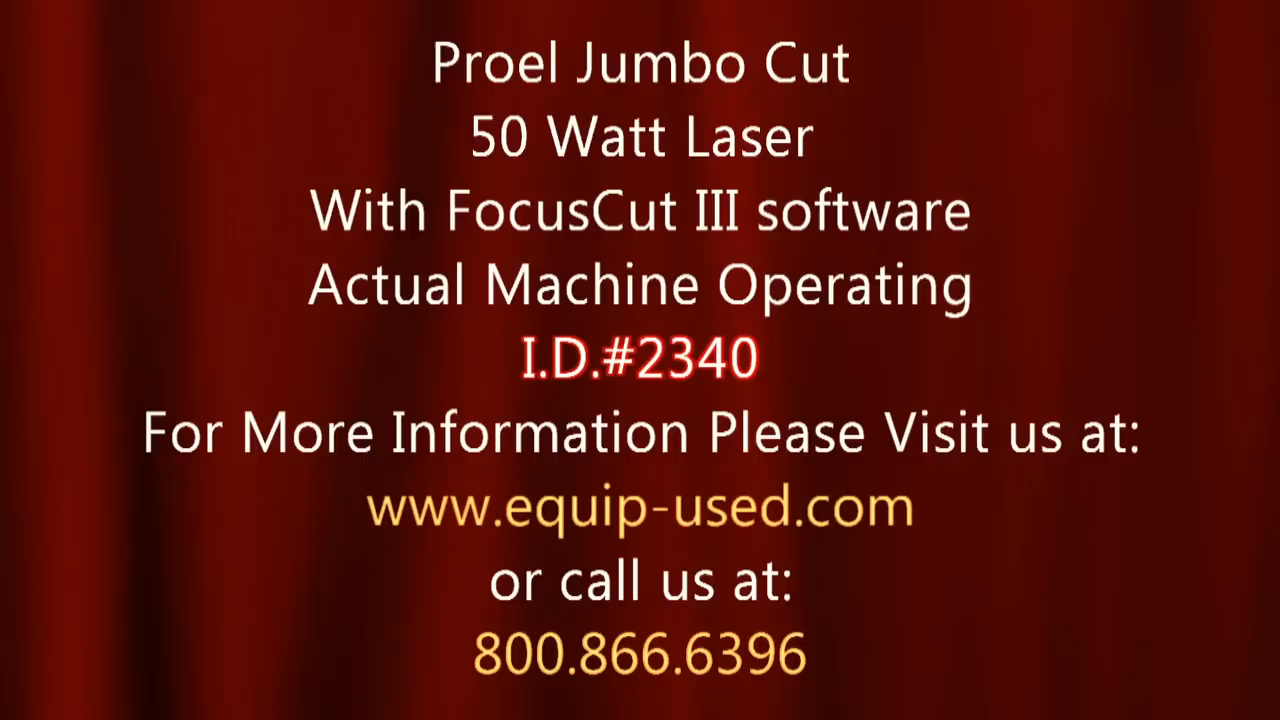 Proel Jumbo Cut
50 Watt Laser
With FocusCut III software
Actual Machine Operating
I.D.#2340
For More Information Please Visit us at:
www.equip-used.com
or call us at:
800.866.6396